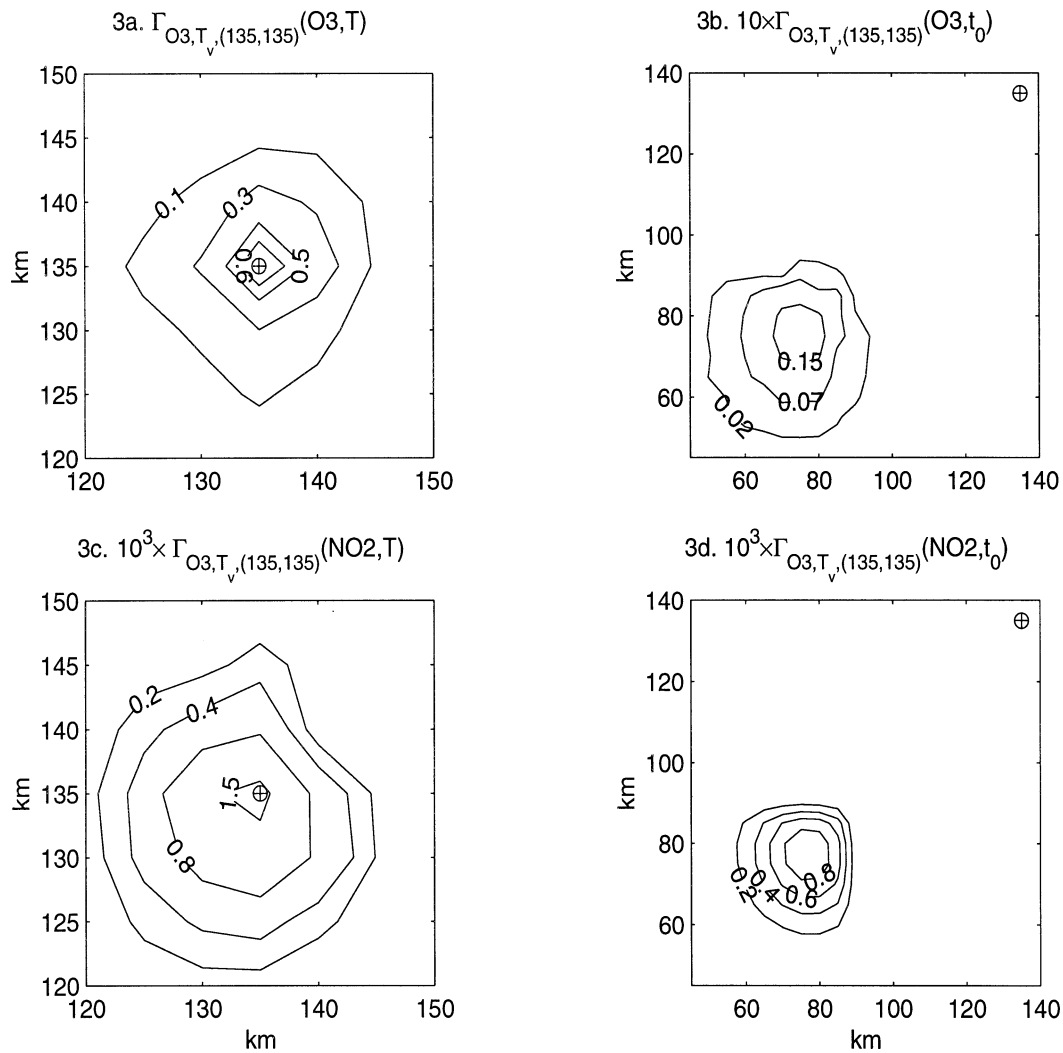 3a. Γ_{O3,T_v,(135,135)}(O3,T)
150
145
140
135
130
125
120
km
0.1
0.3
0.9
0.5
120 130 140 150
3b. 10×Γ_{O3,T_v,(135,135)}(O3,t_0)
140
120
100
80
60
km
0.15
0.07
0.02
60 80 100 120 140
3c. 10^3× Γ_{O3,T_v,(135,135)}(NO2,T)
150
145
140
135
130
125
120
km
0.2
0.4
1.5
0.8
120 130 140 150
km
3d. 10^3×Γ_{O3,T_v,(135,135)}(NO2,t_0)
140
120
100
80
60
km
0.2
0.4
0.6
0.8
60 80 100 120 140
km